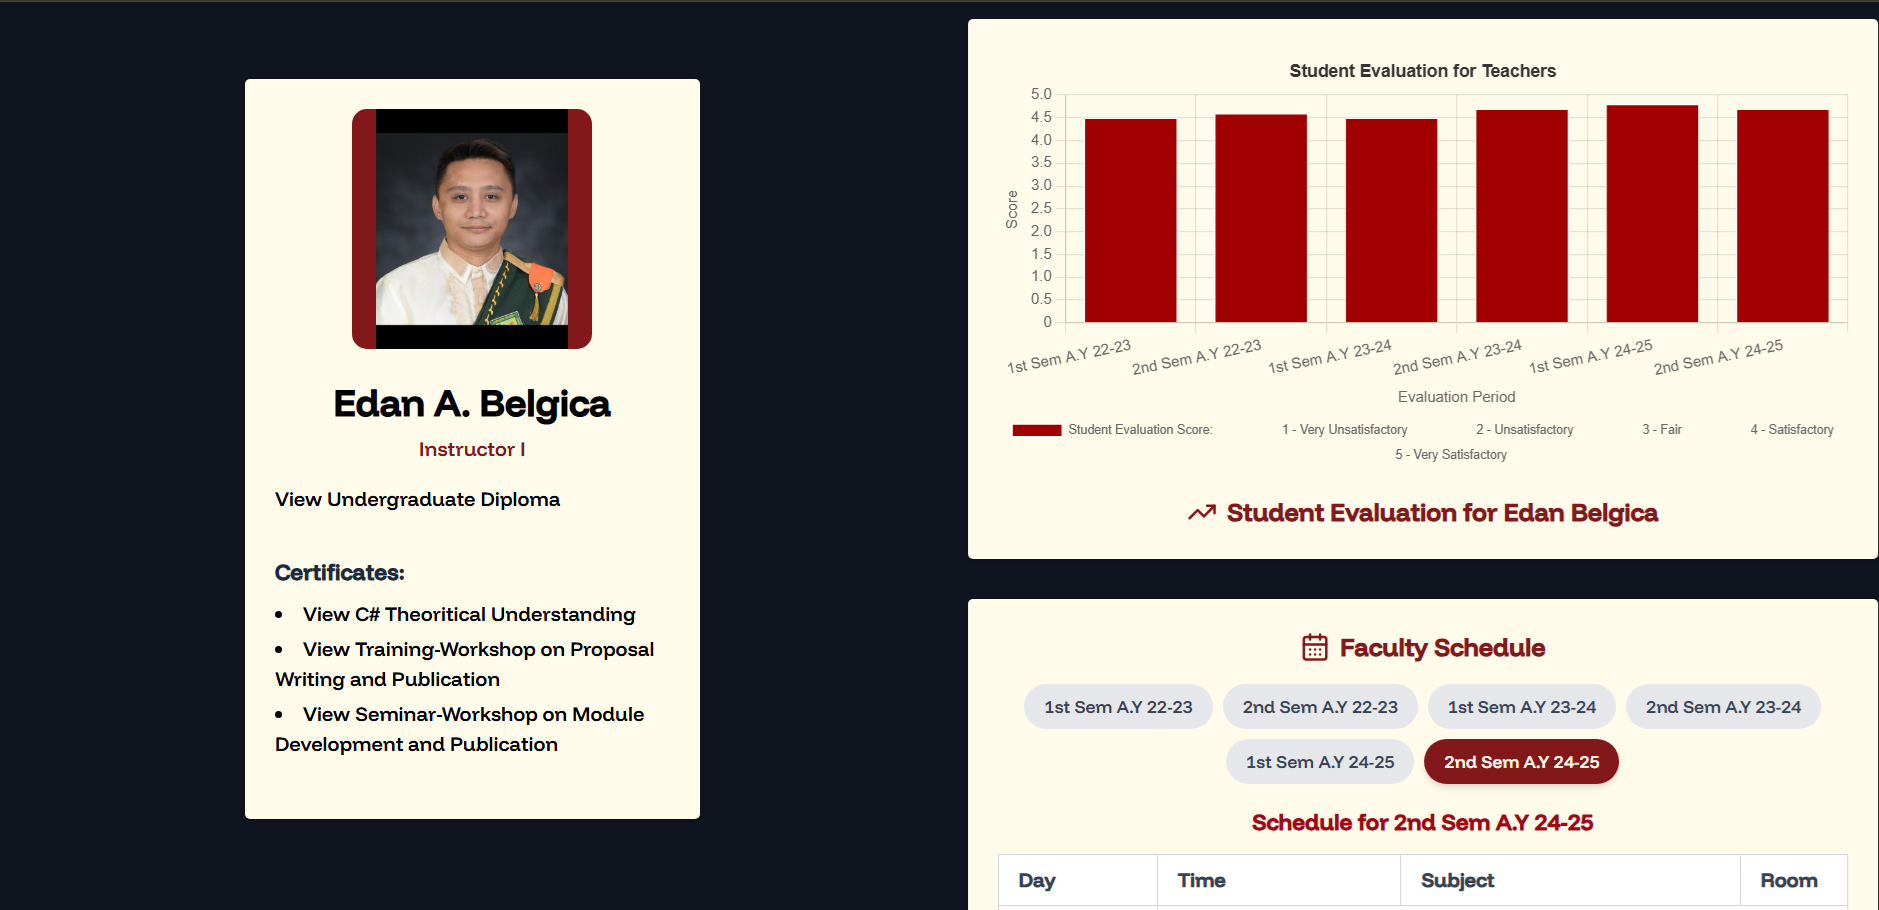 Edan A. Belgica
Instructor I
View Undergraduate Diploma
Certificates:
• View C# Theoritical Understanding
• View Training-Workshop on Proposal
Writing and Publication
• View Seminar-Workshop on Module
Development and Publication
Student Evaluation for Teachers
5.0
4.5
4.0
3.5
3.0
2.5
2.0
1.5
1.0
0.5
0
Score
1st Sem A.Y 22-23
2nd Sem A.Y 22-23
1st Sem A.Y 23-24
2nd Sem A.Y 23-24
1st Sem A.Y 24-25
2nd Sem A.Y 24-25
Evaluation Period
Student Evaluation Score: 1 - Very Unsatisfactory 2 - Unsatisfactory 3 - Fair 4 - Satisfactory
5 - Very Satisfactory
Student Evaluation for Edan Belgica
Faculty Schedule
1st Sem A.Y 22-23 2nd Sem A.Y 22-23 1st Sem A.Y 23-24 2nd Sem A.Y 23-24
1st Sem A.Y 24-25 2nd Sem A.Y 24-25
Schedule for 2nd Sem A.Y 24-25
Day Time Subject Room